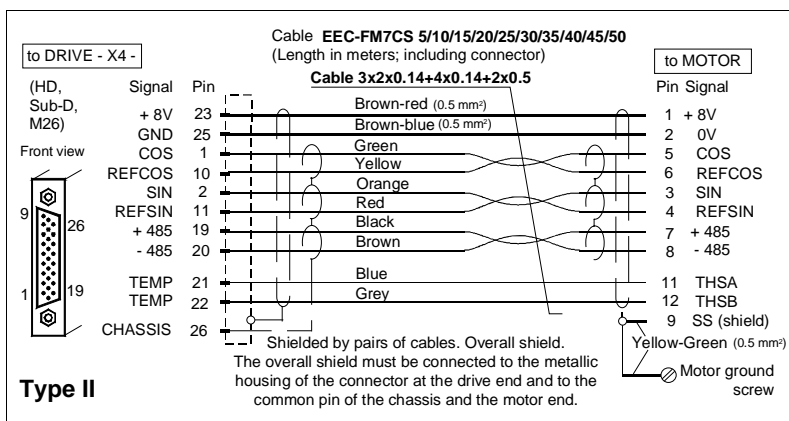 Cable EEC-FM7CS 5/10/15/20/25/30/35/40/45/50
(Length in meters; including connector)
Cable 3x2x0.14+4x0.14+2x0.5
to DRIVE - X4 -
to MOTOR
(HD,
Sub-D,
M26)
Front view
9
26
1
19
Signal Pin
Pin Signal
+ 8V 23 Brown-red (0.5 mm²) 1 + 8V
GND 25 Brown-blue (0.5 mm²) 2 0V
COS 1 Green 5 COS
REFCOS 10 Yellow 6 REFCOS
SIN 2 Orange 3 SIN
REFSIN 11 Red 4 REFSIN
+ 485 19 Black 7 + 485
- 485 20 Brown 8 - 485
TEMP 21 Blue 11 THSA
TEMP 22 Grey 12 THSB
9 SS (shield)
CHASSIS 26
Yellow-Green (0.5 mm²)
Motor ground
screw
Shielded by pairs of cables. Overall shield.
The overall shield must be connected to the metallic
housing of the connector at the drive end and to the
common pin of the chassis and the motor end.
Type II